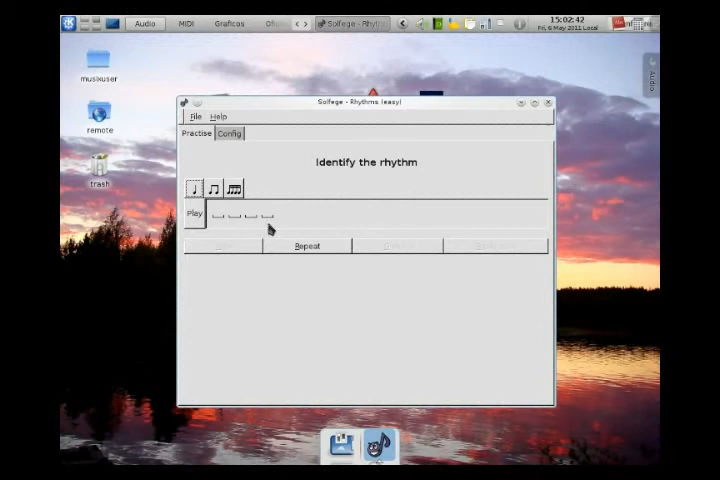 Audio MIDI Graficos Solfege - Rhyth 15:02:42
Fri, 6 May 2011 Local
musixuser
remote
trash
Audio
Solfege - Rhythms (easy)
File Help
Practise Config
Identify the rhythm
Play
Repeat